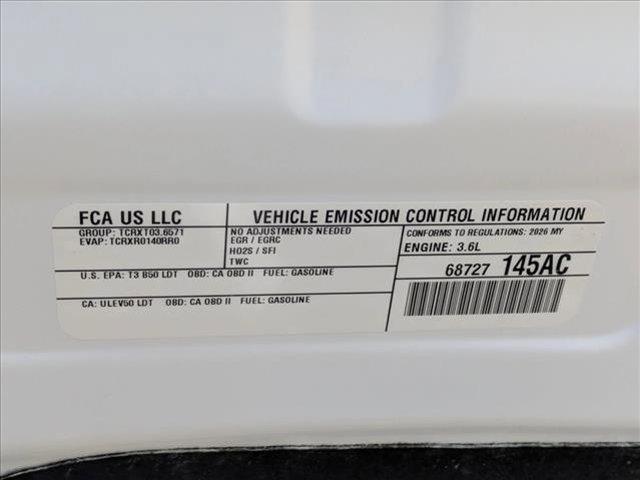 FCA US LLC
VEHICLE EMISSION CONTROL INFORMATION
GROUP: TCRXT03.6571
EVAP: TCRXR0140RR0
NO ADJUSTMENTS NEEDED
EGR / EGRC
HO2S / SFI
TWC
CONFORMS TO REGULATIONS: 2026 MY
ENGINE: 3.6L
U.S. EPA: T3 B50 LDT OBD: CA OBD II FUEL: GASOLINE
CA: ULEV50 LDT OBD: CA OBD II FUEL: GASOLINE
68727 145AC